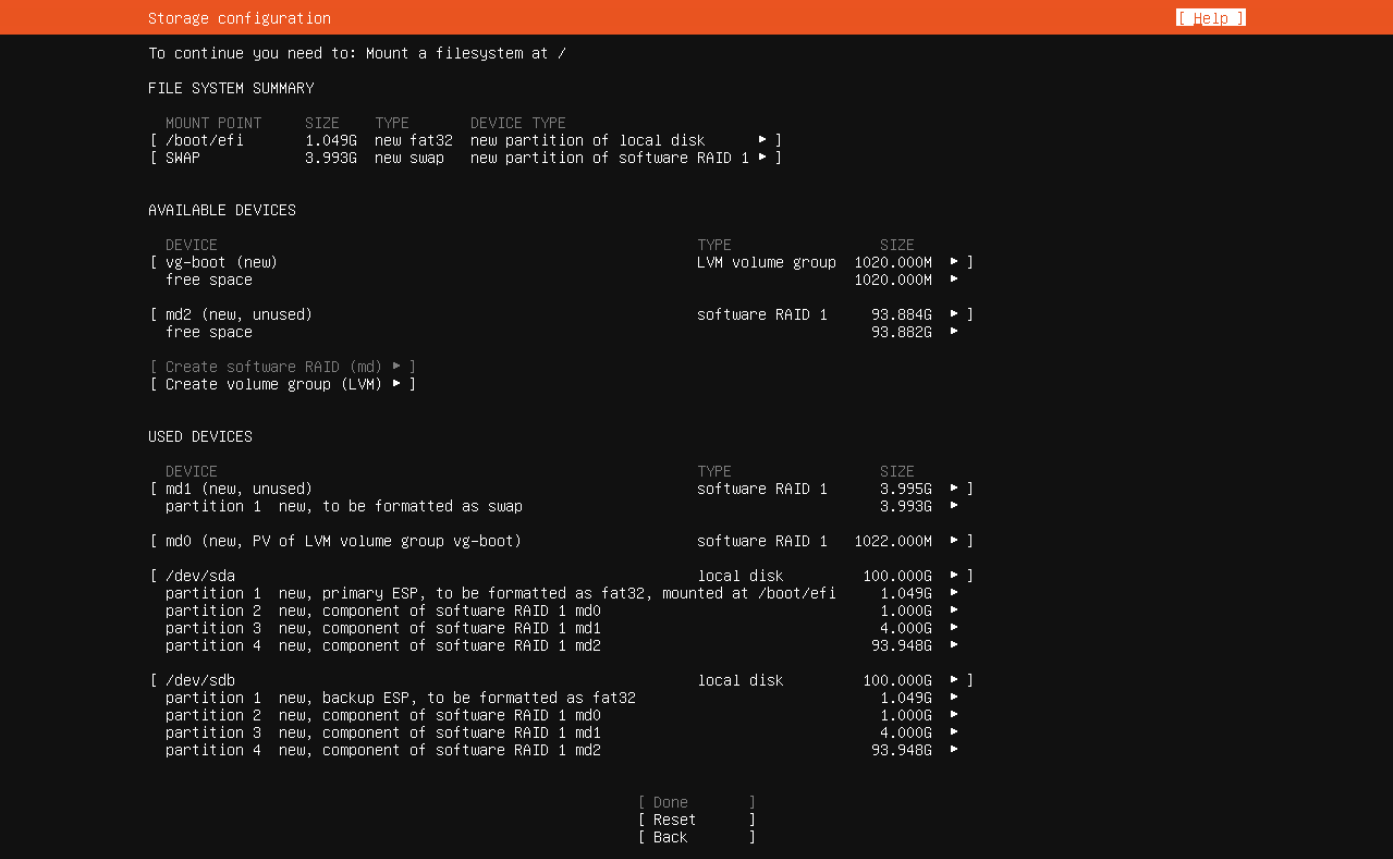 Storage configuration [ Help ]
To continue you need to: Mount a filesystem at /
FILE SYSTEM SUMMARY
MOUNT POINT SIZE TYPE DEVICE TYPE
[ /boot/efi 1.049G new fat32 new partition of local disk ▸ ]
[ SWAP 3.993G new swap new partition of software RAID 1 ▸ ]
AVAILABLE DEVICES
DEVICE TYPE SIZE
[ vg-boot (new) LVM volume group 1020.000M ▸ ]
free space 1020.000M ▸
[ md2 (new, unused) software RAID 1 93.884G ▸ ]
free space 93.882G ▸
[ Create software RAID (md) ▸ ]
[ Create volume group (LVM) ▸ ]
USED DEVICES
DEVICE TYPE SIZE
[ md1 (new, unused) software RAID 1 3.995G ▸ ]
partition 1 new, to be formatted as swap 3.993G ▸
[ md0 (new, PV of LVM volume group vg-boot) software RAID 1 1022.000M ▸ ]
[ /dev/sda local disk 100.000G ▸ ]
partition 1 new, primary ESP, to be formatted as fat32, mounted at /boot/efi 1.049G ▸
partition 2 new, component of software RAID 1 md0 1.000G ▸
partition 3 new, component of software RAID 1 md1 4.000G ▸
partition 4 new, component of software RAID 1 md2 93.948G ▸
[ /dev/sdb local disk 100.000G ▸ ]
partition 1 new, backup ESP, to be formatted as fat32 1.049G ▸
partition 2 new, component of software RAID 1 md0 1.000G ▸
partition 3 new, component of software RAID 1 md1 4.000G ▸
partition 4 new, component of software RAID 1 md2 93.948G ▸
[ Done ]
[ Reset ]
[ Back ]